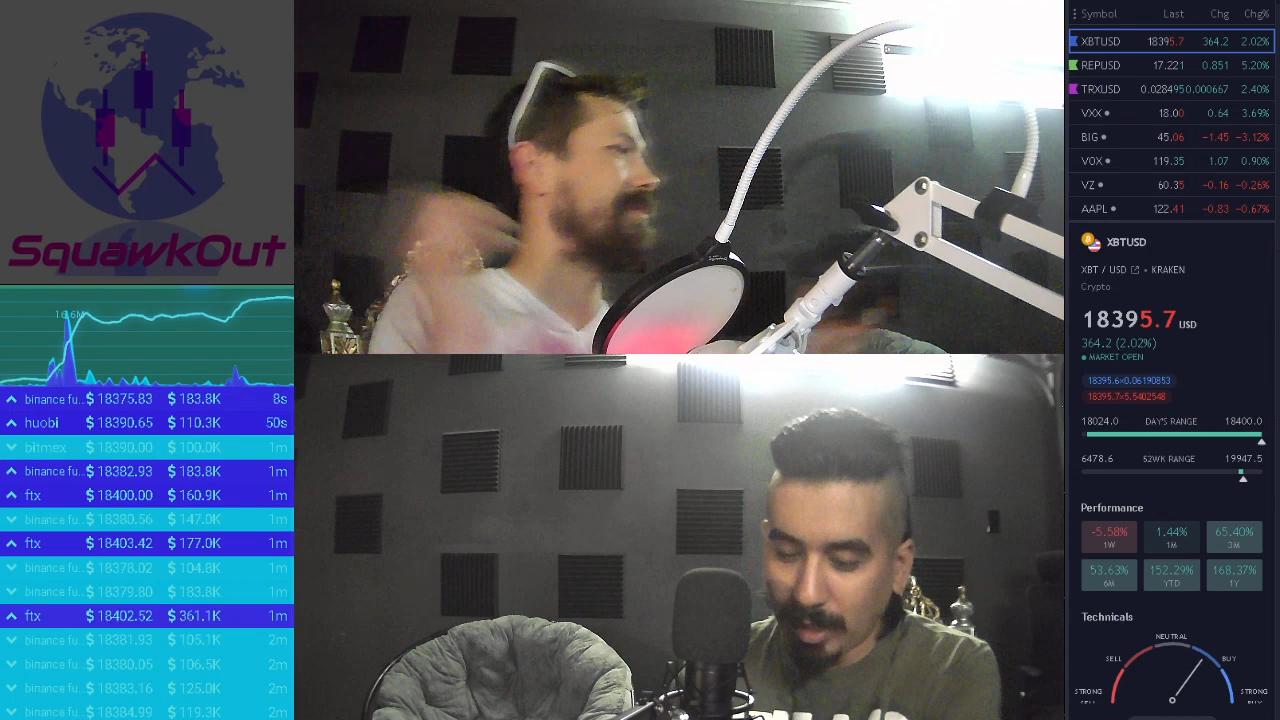 SquawkOut
16.6M
binance fu.. $ 18375.83 $ 183.8K 8s
huobi $ 18390.65 $ 110.3K 50s
bitmex $ 18390.00 $ 100.0K 1m
binance fu.. $ 18382.93 $ 183.8K 1m
ftx $ 18400.00 $ 160.9K 1m
binance fu.. $ 18380.56 $ 147.0K 1m
ftx $ 18403.42 $ 177.0K 1m
binance fu.. $ 18378.02 $ 104.8K 1m
binance fu.. $ 18379.80 $ 183.8K 1m
ftx $ 18402.52 $ 361.1K 1m
binance fu.. $ 18381.93 $ 105.1K 2m
binance fu.. $ 18380.05 $ 106.5K 2m
binance fu.. $ 18383.16 $ 125.0K 2m
binance fu.. $ 18384.99 $ 119.3K 2m
Symbol Last Chg Chg%
XBTUSD 18395.7 364.2 2.02%
REPUSD 17.221 0.851 5.20%
TRXUSD 0.0284950.000667 2.40%
VXX 18.00 0.64 3.69%
BIG 45.06 -1.45 -3.12%
VOX 119.35 1.07 0.90%
VZ 60.35 -0.16 -0.26%
AAPL 122.41 -0.83 -0.67%
XBTUSD
XBT / USD • KRAKEN
Crypto
18395.7 USD
364.2 (2.02%)
MARKET OPEN
18395.6×0.06190853
18395.7×5.5402548
18024.0 DAYS RANGE 18400.0
6478.6 52WK RANGE 19947.5
Performance
-5.58% 1.44% 65.40%
1W 1M 3M
53.63% 152.29% 168.37%
6M YTD 1Y
Technicals
NEUTRAL
SELL BUY
STRONG STRONG
SELL BUY